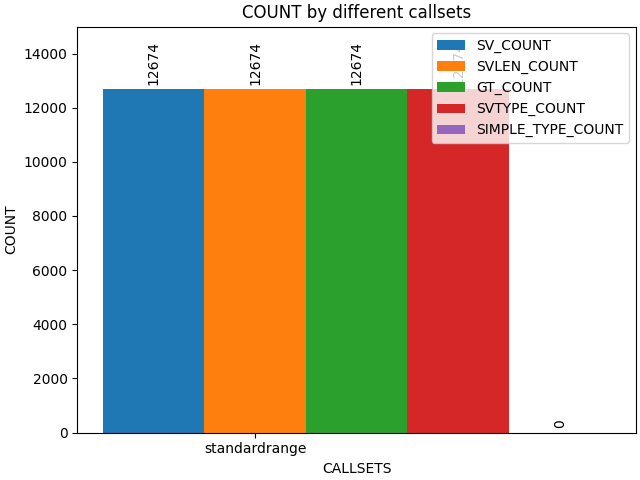 COUNT by different callsets
SV_COUNT
SVLEN_COUNT
GT_COUNT
SVTYPE_COUNT
SIMPLE_TYPE_COUNT
12674
12674
12674
0
14000
12000
10000
8000
6000
4000
2000
0
COUNT
standardrange
CALLSETS